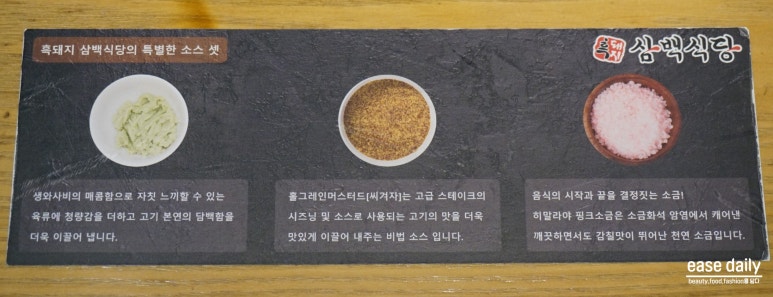 흑돼지 삼백식당의 특별한 소스 셋
흑돼지 삼백식당
생와사비의 매콤함으로 자칫 느끼할 수 있는
육류에 청량감을 더하고 고기 본연의 담백함을
더욱 이끌어 냅니다.
홀그레인머스터드[씨겨자]는 고급 스테이크의
시즈닝 및 소스로 사용되는 고기의 맛을 더욱
맛있게 이끌어 내주는 비법 소스 입니다.
음식의 시작과 끝을 결정짓는 소금!
히말라야 핑크소금은 소금화석 암염에서 캐어낸
깨끗하면서도 감칠맛이 뛰어난 천연 소금입니다.
ease daily
beauty,food,fashion를 담다